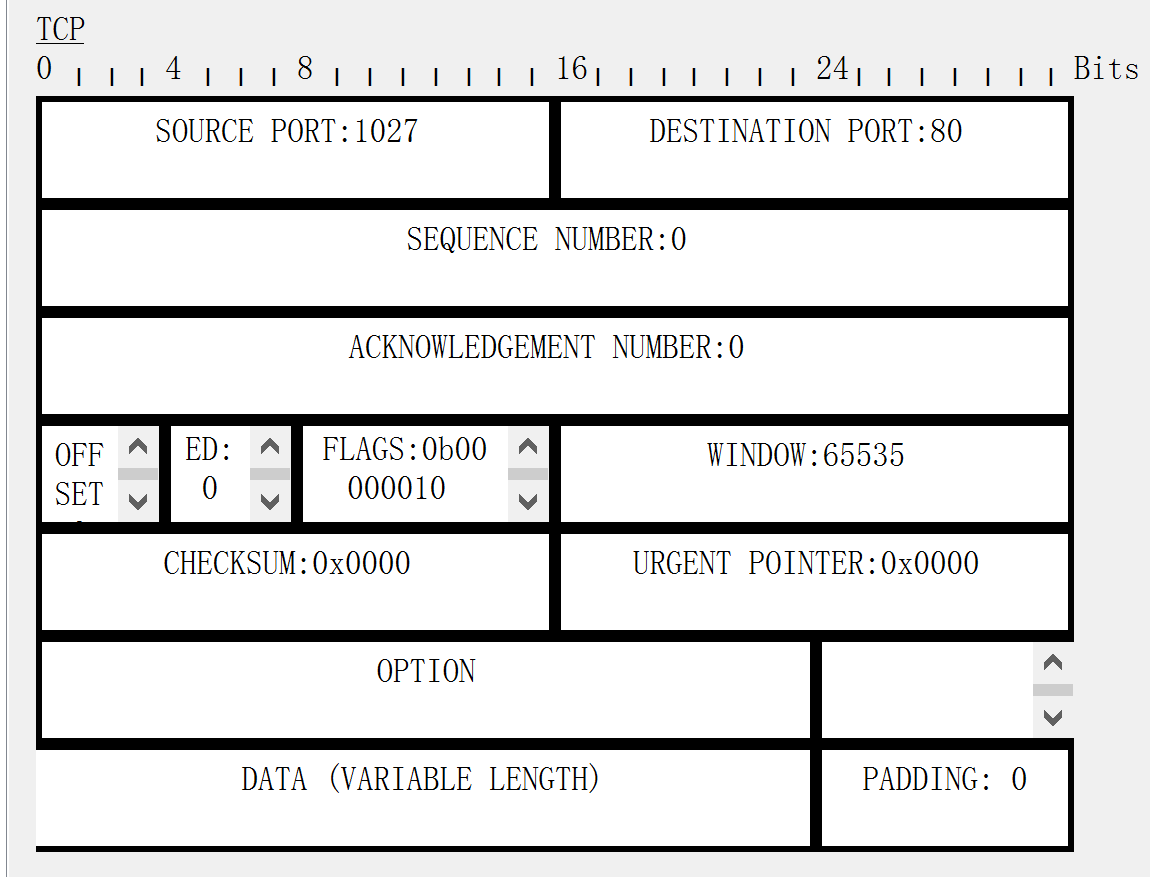 TCP
0 4 8 16 24 Bits
SOURCE PORT:1027 DESTINATION PORT:80
SEQUENCE NUMBER:0
ACKNOWLEDGEMENT NUMBER:0
OFF ED: FLAGS:0b00 WINDOW:65535
SET 0 000010
CHECKSUM:0x0000 URGENT POINTER:0x0000
OPTION
DATA (VARIABLE LENGTH) PADDING: 0